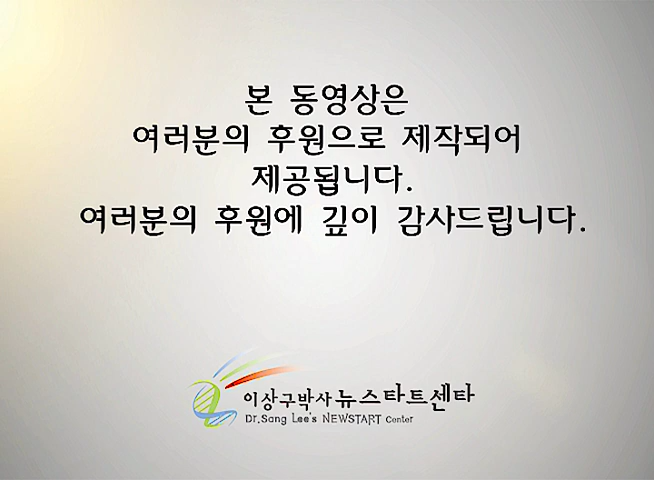 본 동영상은
여러분의 후원으로 제작되어
제공됩니다.
여러분의 후원에 깊이 감사드립니다.
이상구박사 뉴스타트센타
Dr.Sang Lee's NEWSTART Center